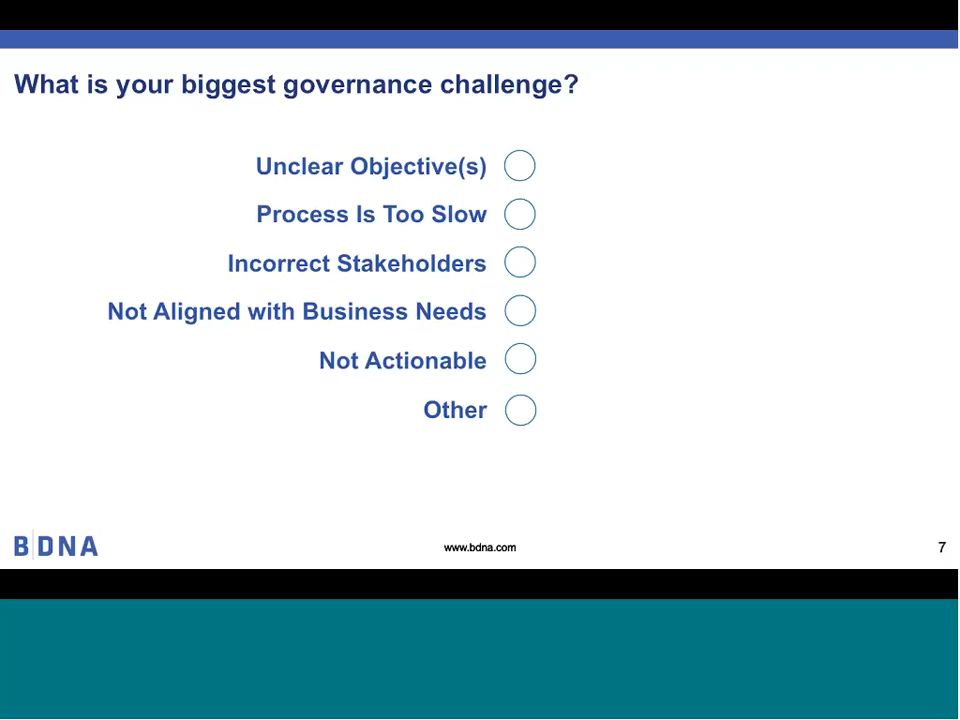 What is your biggest governance challenge?
Unclear Objective(s)
Process Is Too Slow
Incorrect Stakeholders
Not Aligned with Business Needs
Not Actionable
Other
BDNA
www.bdna.com
7